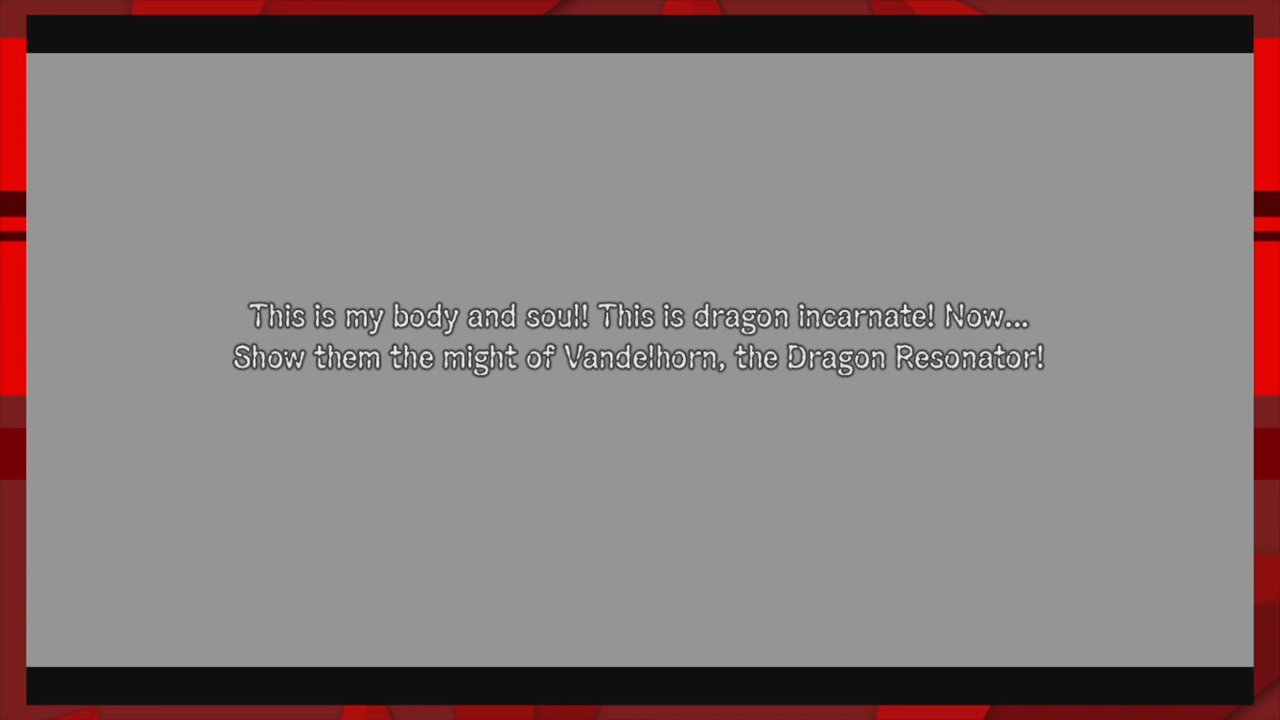 This is my body and soul! This is dragon incarnate! Now...
Show them the might of Vandelhorn, the Dragon Resonator!